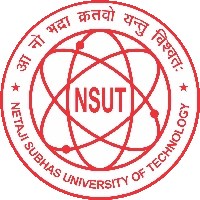 आ नो भद्राः क्रतवो यन्तु विश्वतः
NSUT
★ NETAJI SUBHAS UNIVERSITY OF TECHNOLOGY ★